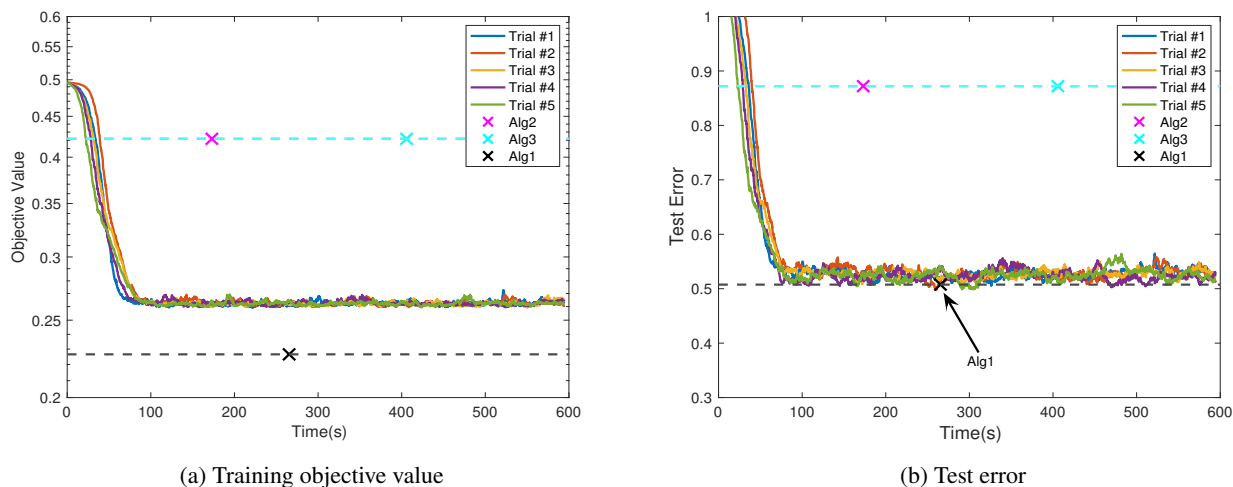 0.6
0.55
0.5
0.45
0.4
0.35
0.3
0.25
0.2
Objective Value
0
100
200
300
400
500
600
Time(s)
Trial #1
Trial #2
Trial #3
Trial #4
Trial #5
Alg2
Alg3
Alg1
(a) Training objective value
1
0.9
0.8
0.7
0.6
0.5
0.4
0.3
Test Error
0
100
200
300
400
500
600
Time(s)
Trial #1
Trial #2
Trial #3
Trial #4
Trial #5
Alg2
Alg3
Alg1
Alg1
(b) Test error